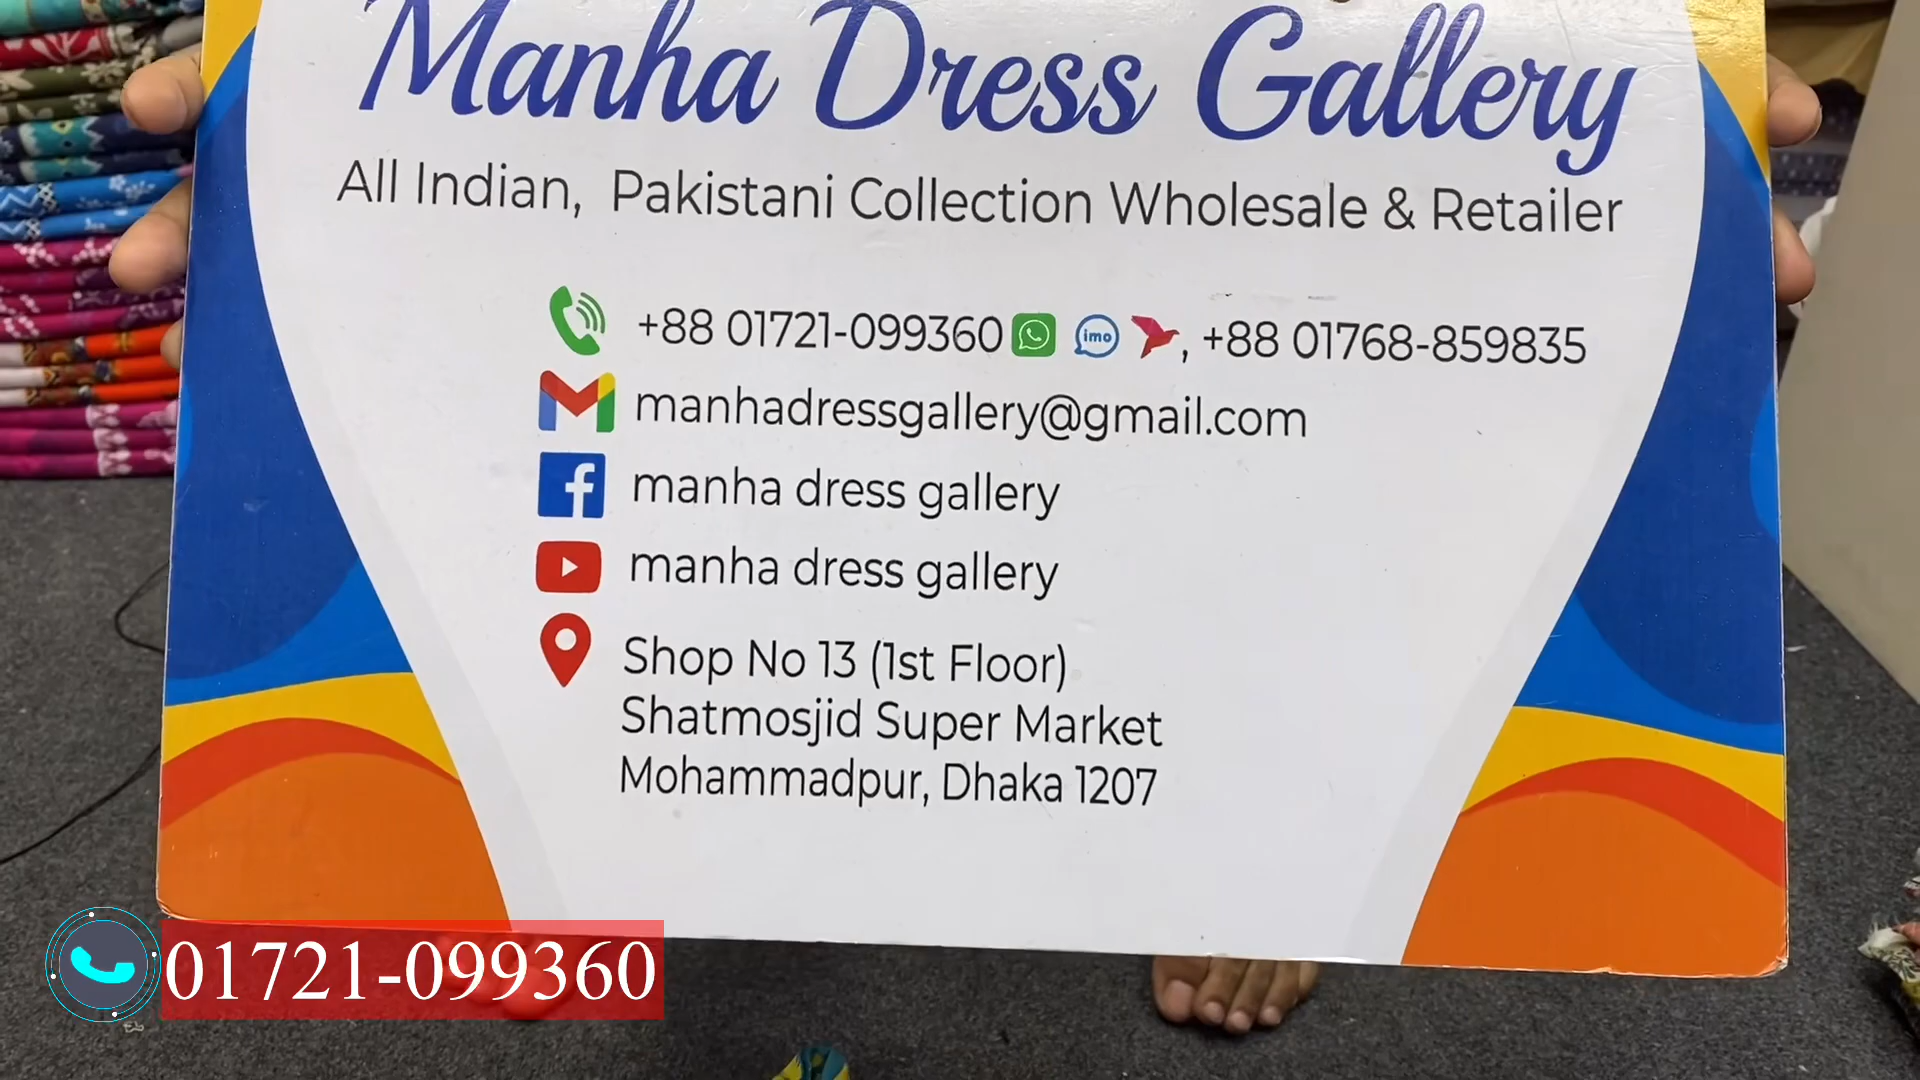 Manha Dress Gallery
All Indian, Pakistani Collection Wholesale & Retailer
+88 01721-099360 imo, +88 01768-859835
manhadressgallery@gmail.com
manha dress gallery
manha dress gallery
Shop No 13 (1st Floor)
Shatmosjid Super Market
Mohammadpur, Dhaka 1207
01721-099360